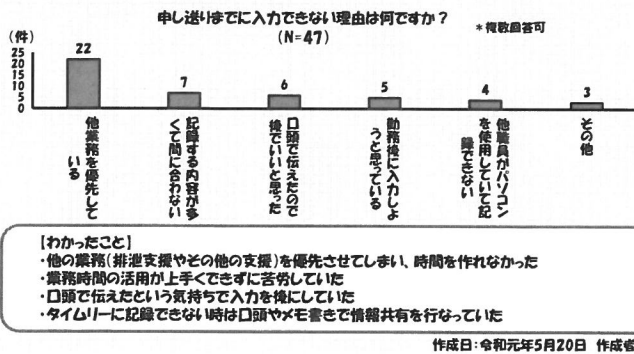 申し送りまでに入力できない理由は何ですか？
(N=47)
＊複数回答可
(件)
25
20
15
10
5
0
22
7
6
5
4
3
他業務を優先して
いる
記録する内容が多
くて間に合わない
口頭で伝えたので
後でいいと思った
勤務後に入力しよ
うと思っている
他職員がパソコン
を使用していて記
録できない
その他
【わかったこと】
・他の業務(排泄支援やその他の支援)を優先させてしまい、時間を作れなかった
・業務時間の活用が上手くできずに苦労していた
・口頭で伝えたという気持ちで入力を後にしていた
・タイムリーに記録できない時は口頭やメモ書きで情報共有を行なっていた
作成日：令和元年5月20日 作成者